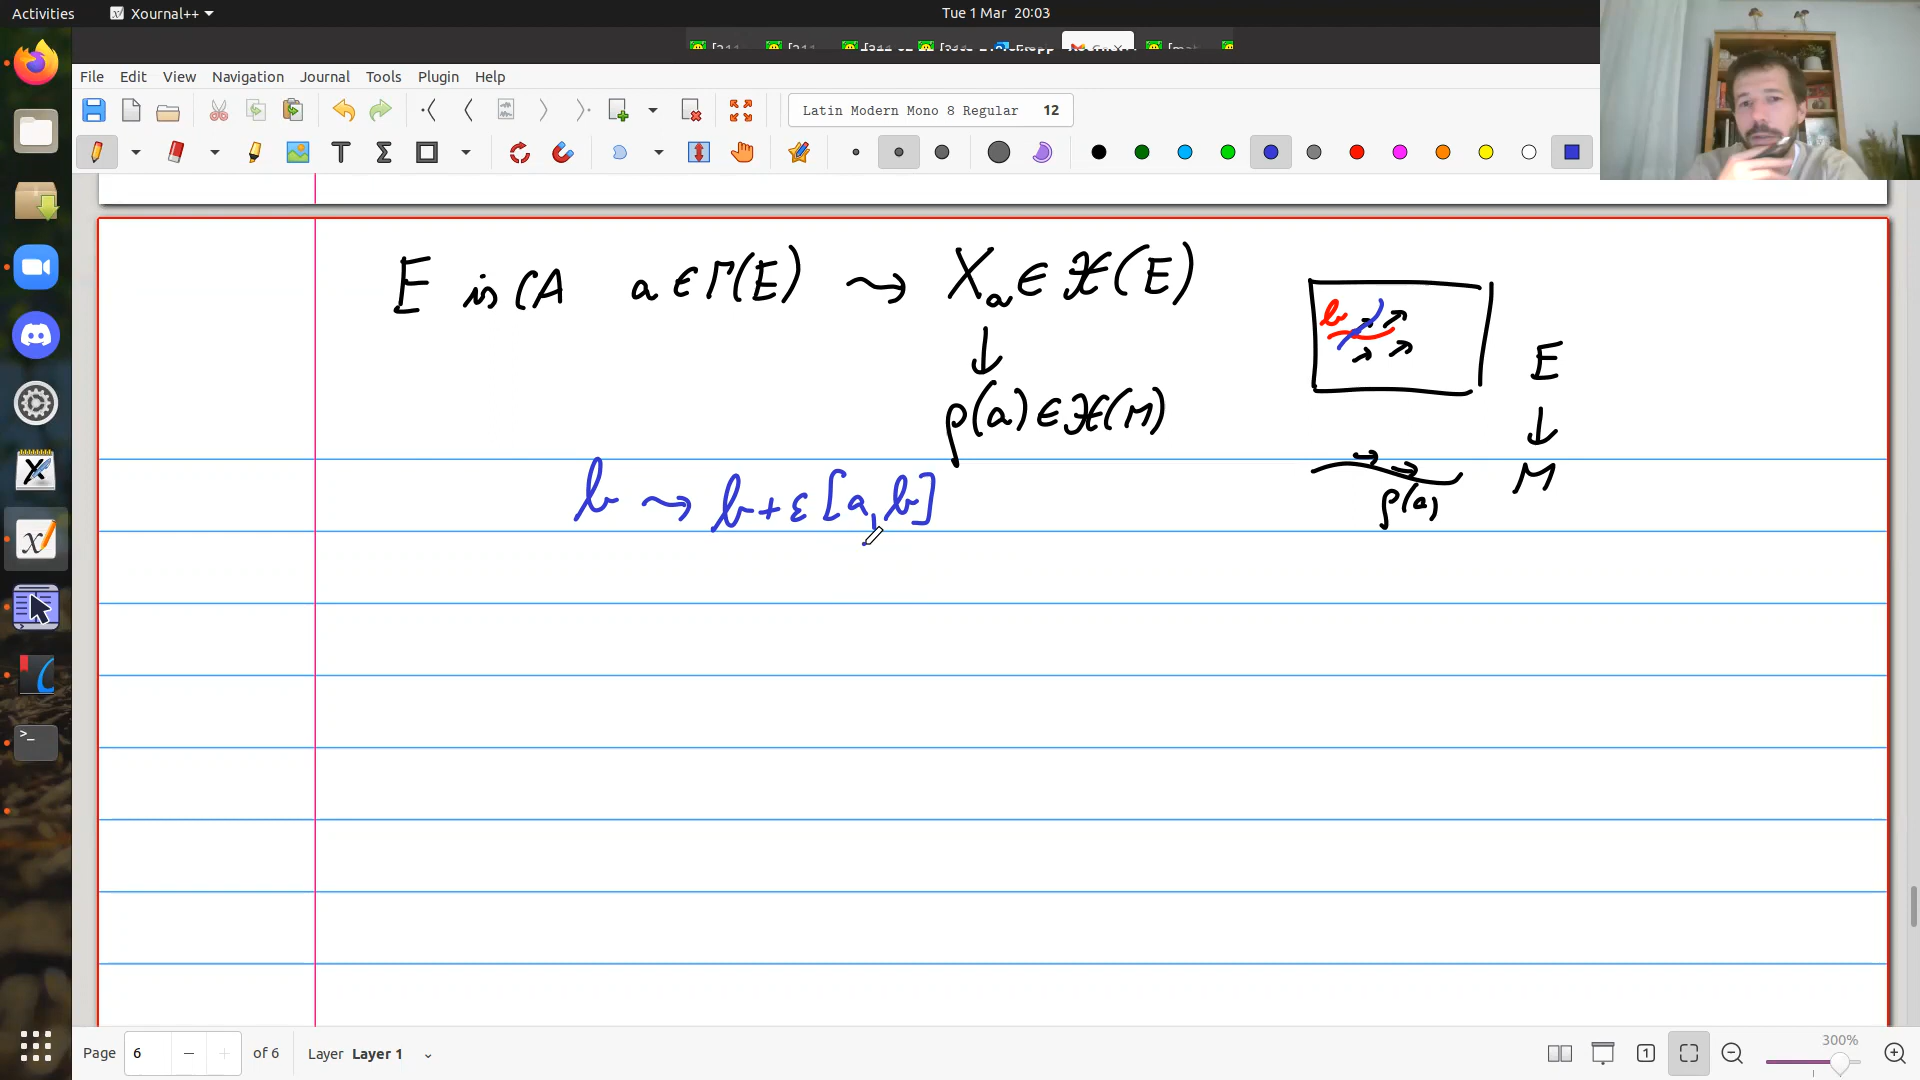 Activities Xournal++ Tue 1 Mar 20:03
File Edit View Navigation Journal Tools Plugin Help
Latin Modern Mono 8 Regular 12
E is CA a ∈ Γ(E) ⇝ X_a ∈ 𝔛(E)
↓
ρ(a) ∈ 𝔛(M)
b
E
↓
M
ρ(a)
b ⇝ b + ε [a, b]
Page 6 of 6 Layer Layer 1 300%